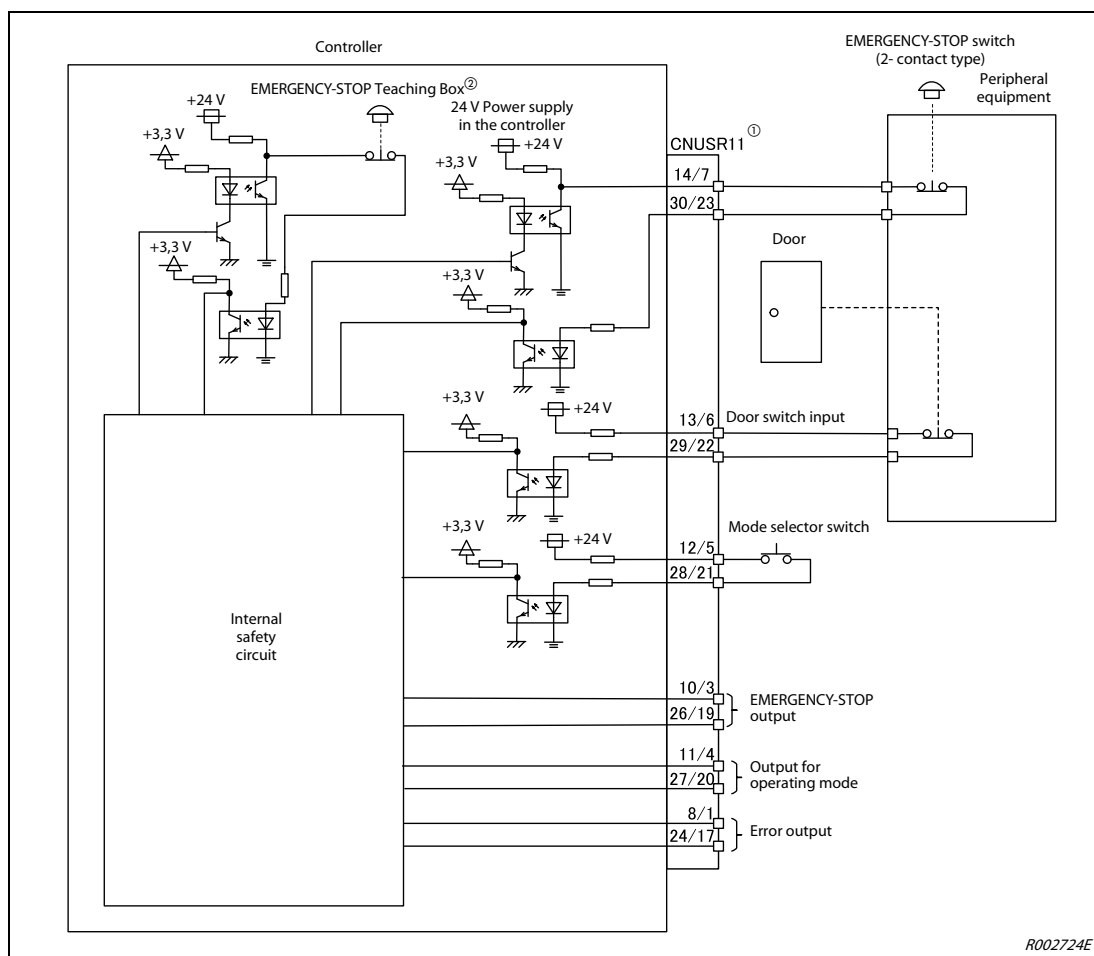 Controller
EMERGENCY-STOP switch
(2- contact type)
Peripheral
equipment
EMERGENCY-STOP Teaching Box②
+24 V
24 V Power supply
in the controller
+24 V
+3,3 V
+3,3 V
CNUSR11 ①
14/7
30/23
Door
+3,3 V
+3,3 V
+3,3 V
+24 V
13/6
Door switch input
29/22
+3,3 V
+24 V
Mode selector switch
12/5
28/21
Internal
safety
circuit
10/3
26/19
EMERGENCY-STOP
output
11/4
27/20
Output for
operating mode
8/1
24/17
Error output
R002724E